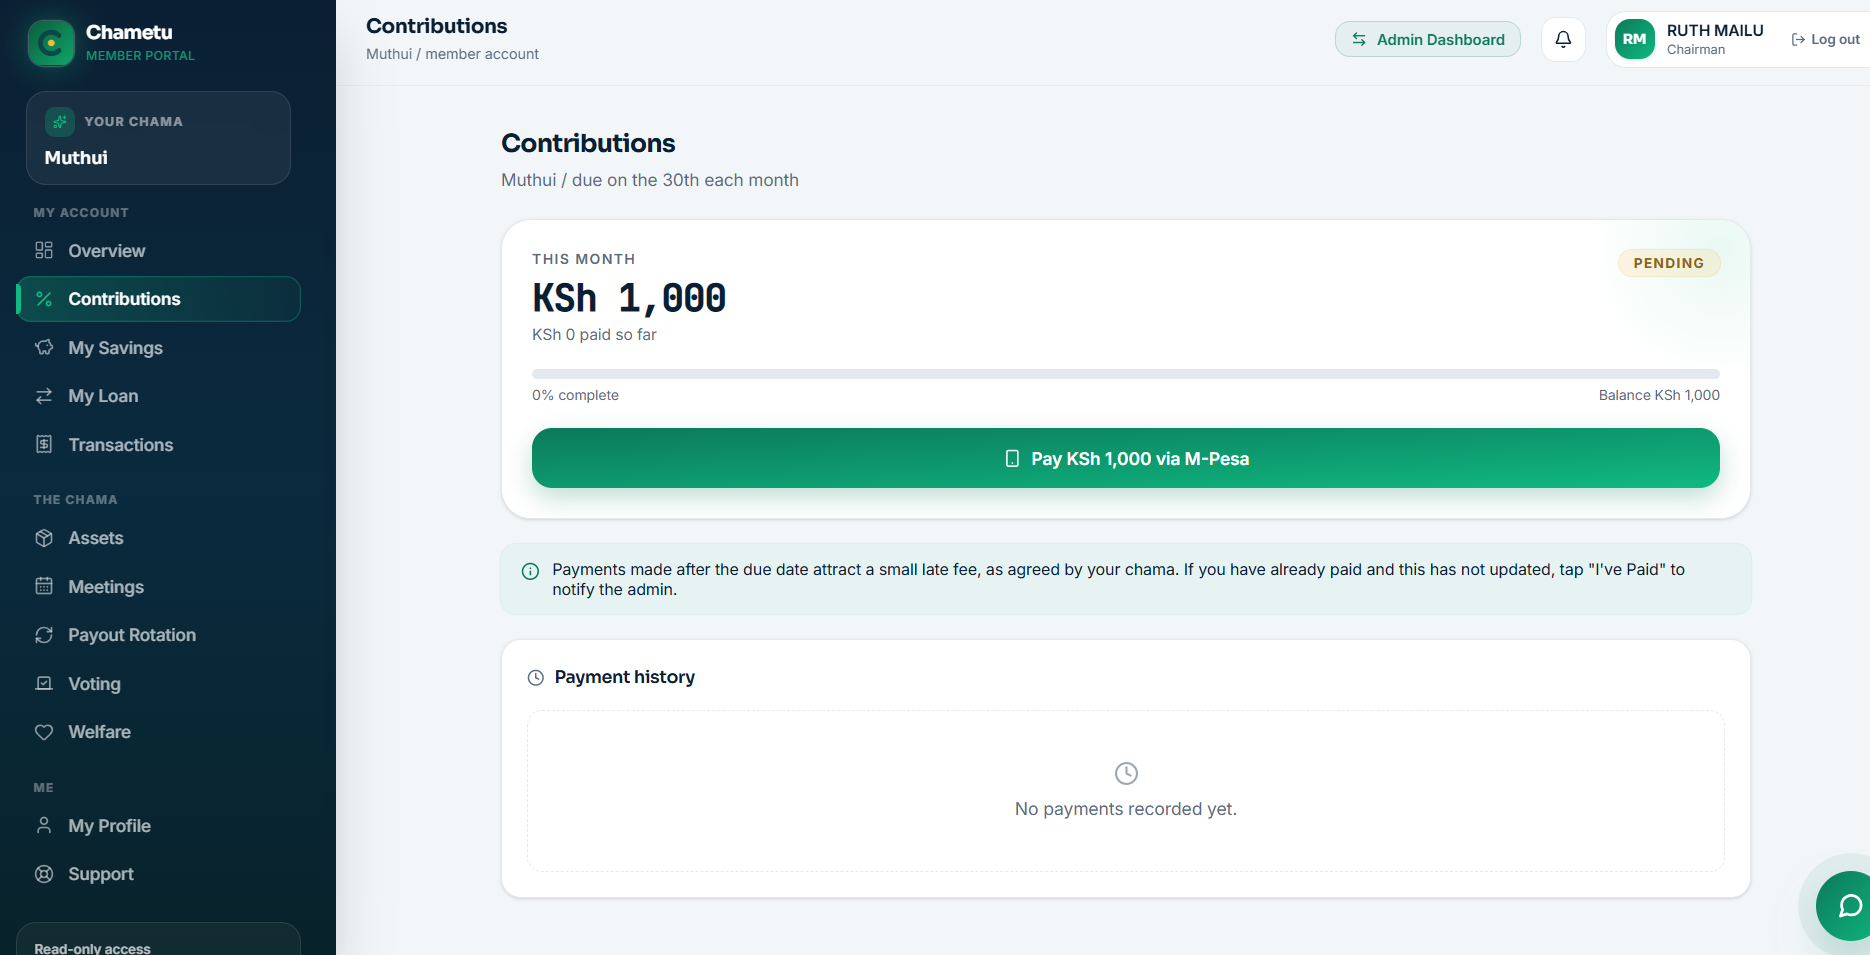 Chametu
MEMBER PORTAL
YOUR CHAMA
Muthui
MY ACCOUNT
Overview
Contributions
My Savings
My Loan
Transactions
THE CHAMA
Assets
Meetings
Payout Rotation
Voting
Welfare
ME
My Profile
Support
Read-only access
Contributions
Muthui / member account
Admin Dashboard
RM
RUTH MAILU
Chairman
Log out
Contributions
Muthui / due on the 30th each month
THIS MONTH
PENDING
KSh 1,000
KSh 0 paid so far
0% complete
Balance KSh 1,000
Pay KSh 1,000 via M-Pesa
Payments made after the due date attract a small late fee, as agreed by your chama. If you have already paid and this has not updated, tap "I've Paid" to
notify the admin.
Payment history
No payments recorded yet.